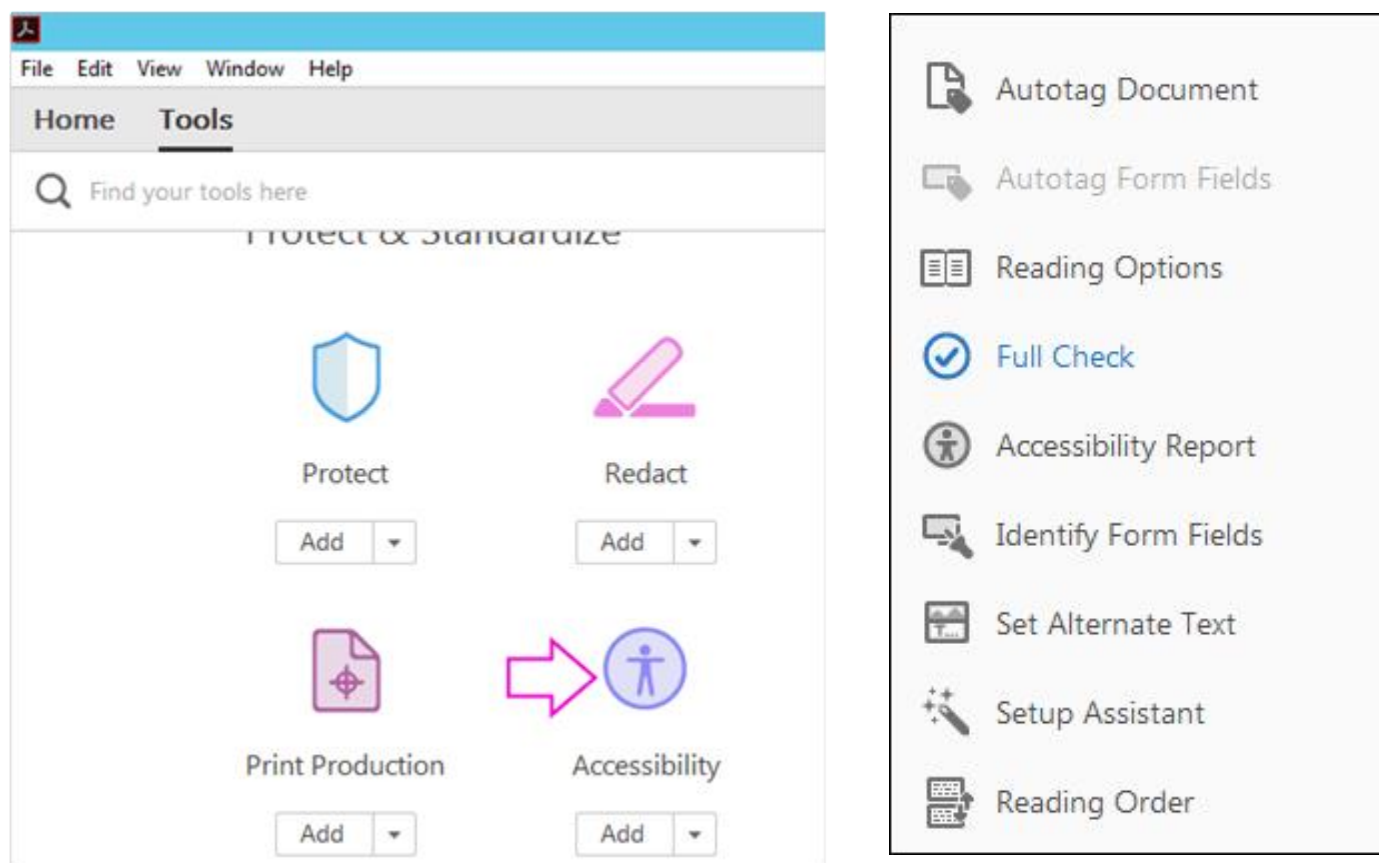 File Edit View Window Help
Home Tools
Find your tools here
Protect & Standardize
Protect Redact
Add Add
Print Production Accessibility
Add Add
Autotag Document
Autotag Form Fields
Reading Options
Full Check
Accessibility Report
Identify Form Fields
Set Alternate Text
Setup Assistant
Reading Order